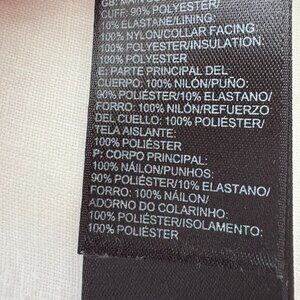 GB: MAIN
CUFF: 90% POLYESTER/
10% ELASTANE/LINING:
100% NYLON/COLLAR FACING
100% POLYESTER/INSULATION:
100% POLYESTER
E: PARTE PRINCIPAL DEL
CUERPO: 100% NILÓN/PUÑO:
90% POLIÉSTER/10% ELASTANO/
FORRO: 100% NILÓN/REFUERZO
DEL CUELLO: 100% POLIÉSTER/
TELA AISLANTE:
100% POLIÉSTER
P: CORPO PRINCIPAL:
100% NÁILON/PUNHOS:
90% POLIÉSTER/10% ELASTANO/
FORRO: 100% NÁILON/
ADORNO DO COLARINHO:
100% POLIÉSTER/ISOLAMENTO:
100% POLIÉSTER